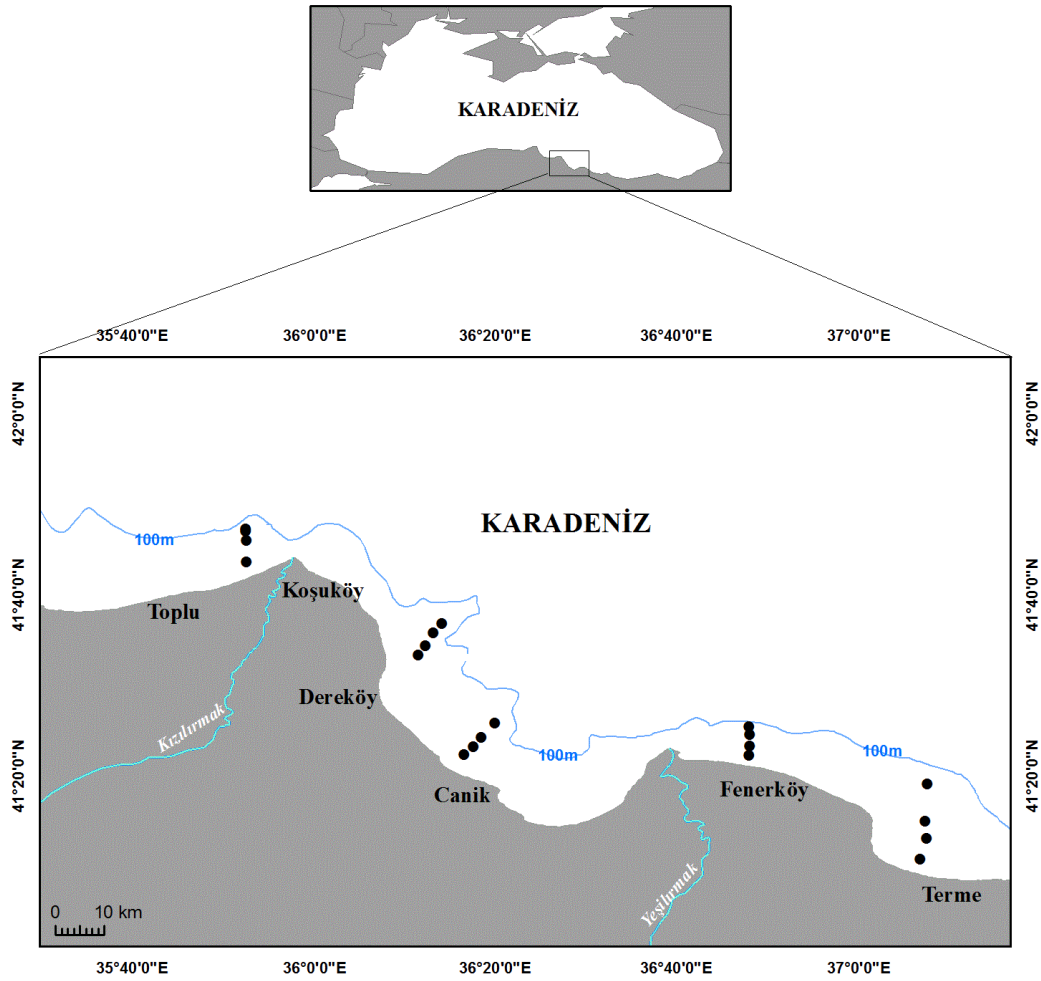 KARADENİZ
35°40'0"E
36°0'0"E
36°20'0"E
36°40'0"E
37°0'0"E
42°0'0"N
42°0'0"N
KARADENİZ
100m
Koşuköy
Toplu
41°40'0"N
41°40'0"N
Dereköy
Kızılırmak
100m
100m
Canik
Fenerköy
41°20'0"N
41°20'0"N
Yeşilırmak
Terme
0 10 km
35°40'0"E
36°0'0"E
36°20'0"E
36°40'0"E
37°0'0"E